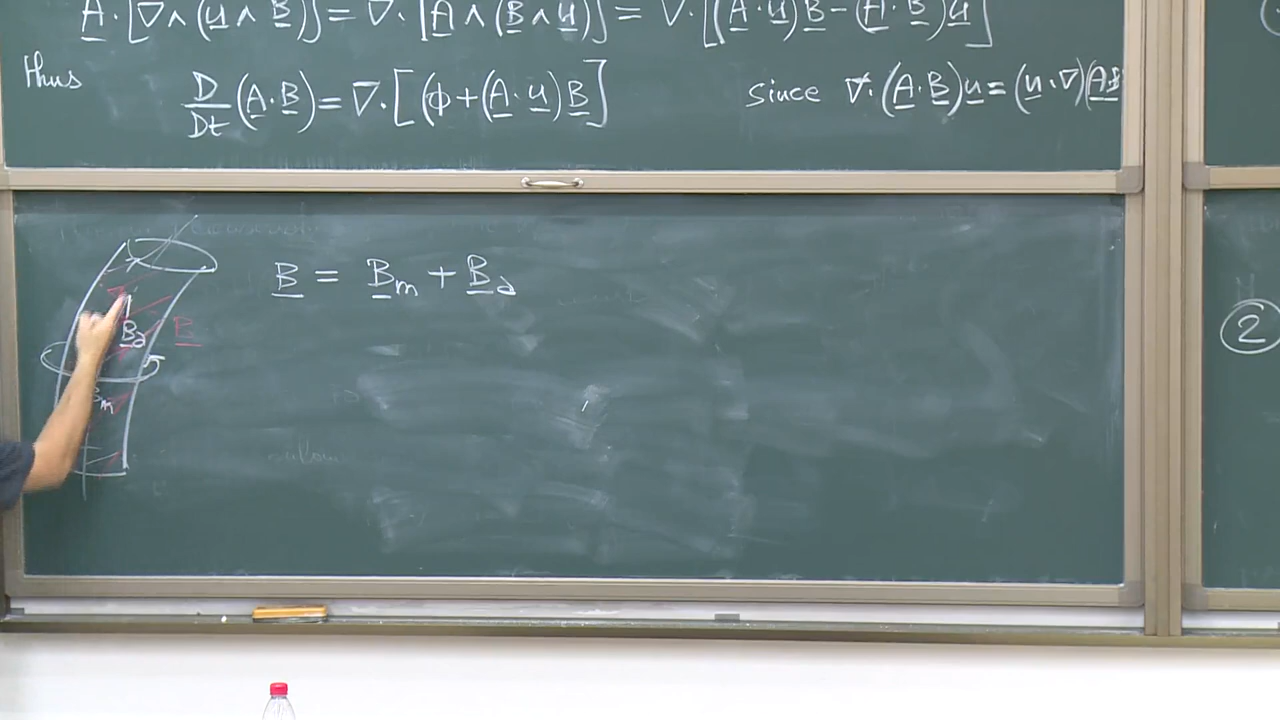 A · [∇ ∧ (u ∧ B)] = ∇ · [A ∧ (B ∧ u)] = ∇ · [(A · u)B − (A · B)u]
thus
D/Dt (A · B) = ∇ · [(φ + (A · u)B] since ∇ · (A · B)u = (u · ∇)(A·B
B = Bm + Ba
Ba B
Bm
2